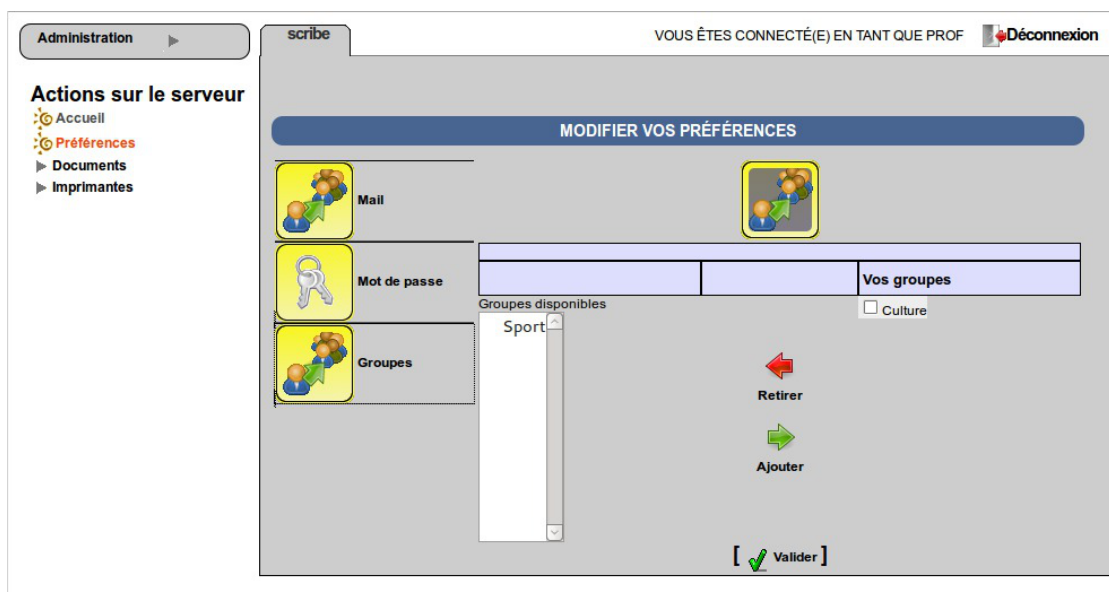 Administration
scribe
VOUS ÊTES CONNECTÉ(E) EN TANT QUE PROF
Déconnexion
Actions sur le serveur
Accueil
Préférences
Documents
Imprimantes
MODIFIER VOS PRÉFÉRENCES
Mail
Mot de passe
Groupes
Vos groupes
Groupes disponibles
Culture
Sport
Retirer
Ajouter
[ Valider ]